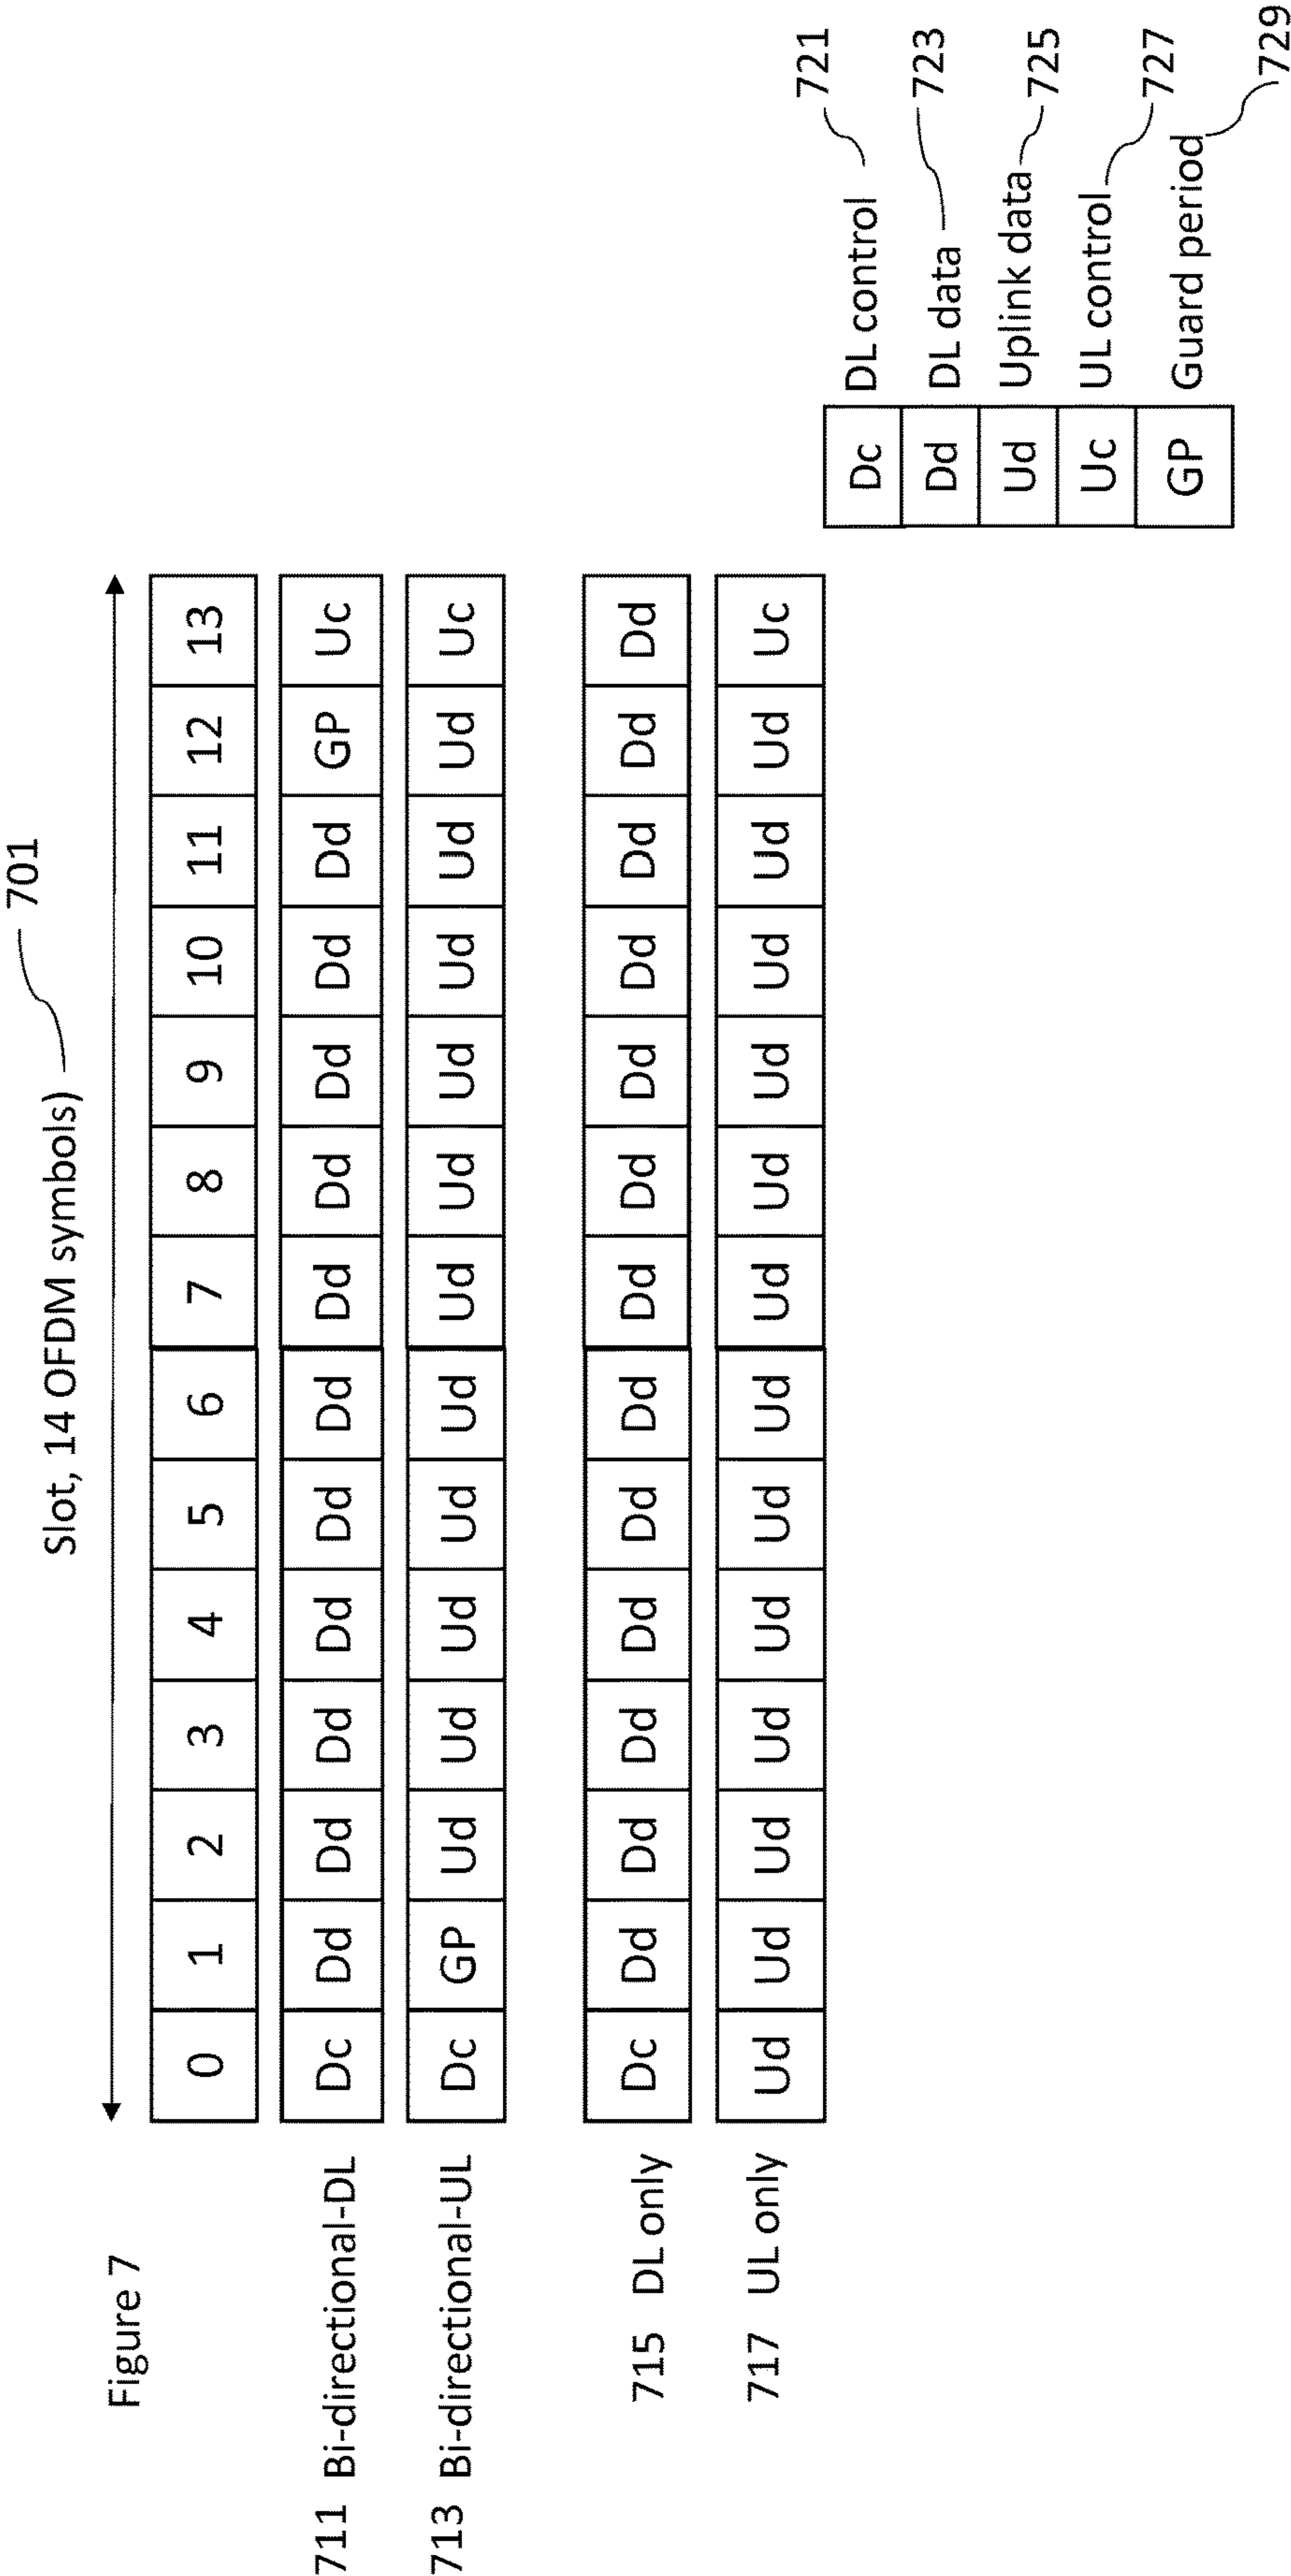 Figure 7
Slot, 14 OFDM symbols) 701
0 1 2 3 4 5 6 7 8 9 10 11 12 13
711 Bi-directional-DL Dc Dd Dd Dd Dd Dd Dd Dd Dd Dd Dd Dd GP Uc
713 Bi-directional-UL Dc GP Ud Ud Ud Ud Ud Ud Ud Ud Ud Ud Ud Uc
715 DL only Dc Dd Dd Dd Dd Dd Dd Dd Dd Dd Dd Dd Dd Dd
717 UL only Ud Ud Ud Ud Ud Ud Ud Ud Ud Ud Ud Ud Ud Uc
Dc DL control 721
Dd DL data 723
Ud Uplink data 725
Uc UL control 727
GP Guard period 729